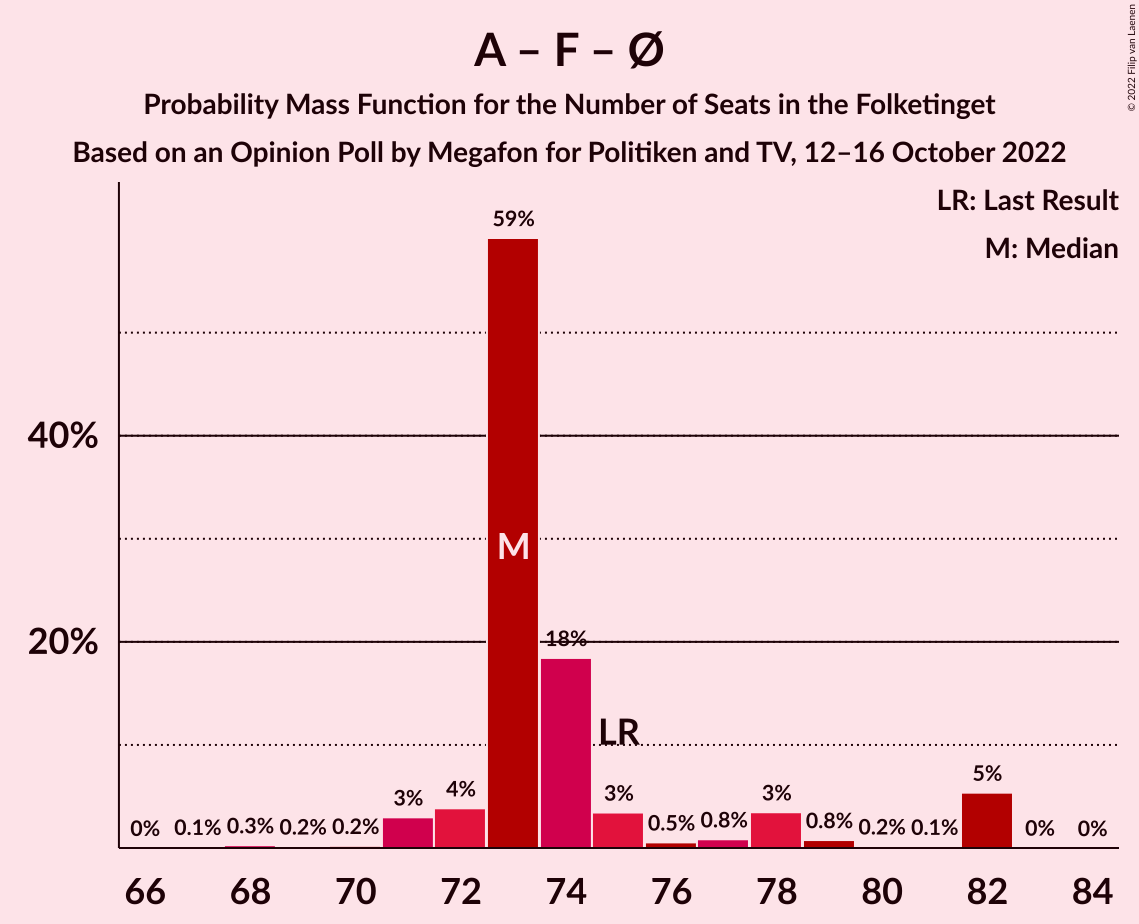 A – F – Ø
Probability Mass Function for the Number of Seats in the Folketinget
Based on an Opinion Poll by Megafon for Politiken and TV, 12–16 October 2022
© 2022 Filip van Laenen
LR: Last Result
M: Median
40%
20%
0% 0.1% 0.3% 0.2% 0.2% 3% 4% 59% 18% 3% 0.5% 0.8% 3% 0.8% 0.2% 0.1% 5% 0% 0%
M
LR
66 68 70 72 74 76 78 80 82 84